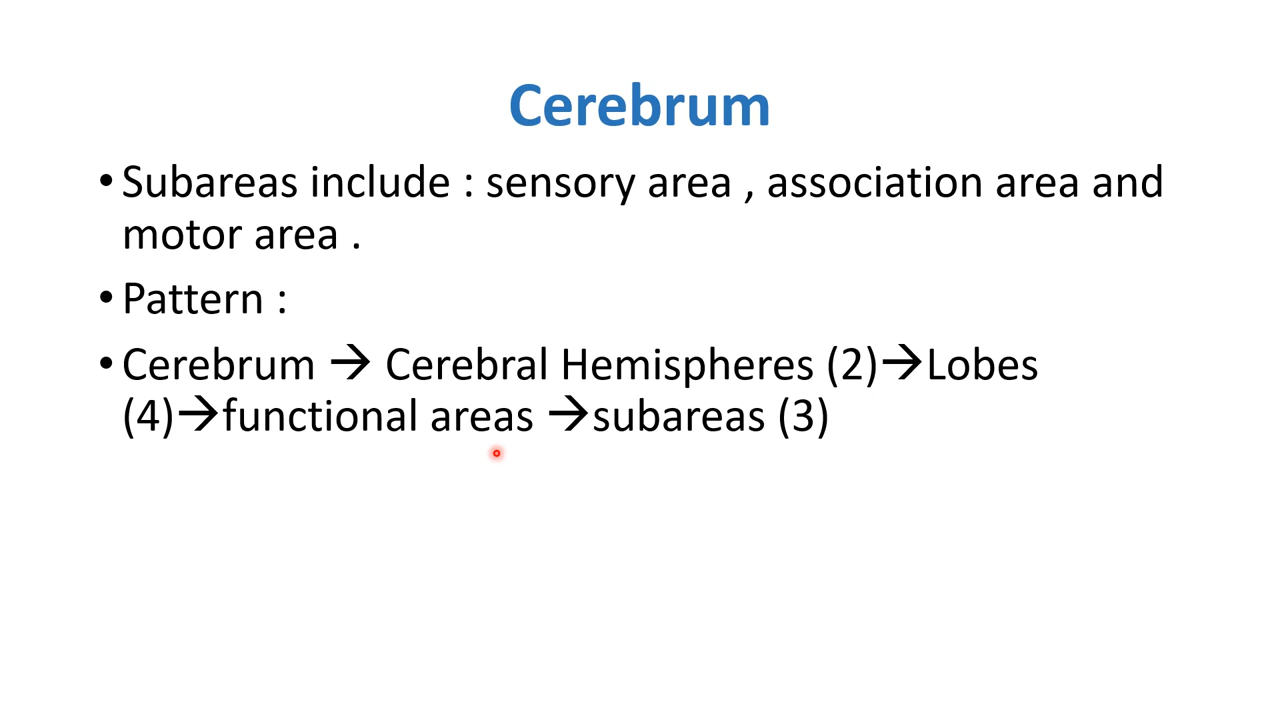 Cerebrum
• Subareas include : sensory area , association area and
motor area .
• Pattern :
• Cerebrum → Cerebral Hemispheres (2)→Lobes
(4)→functional areas →subareas (3)